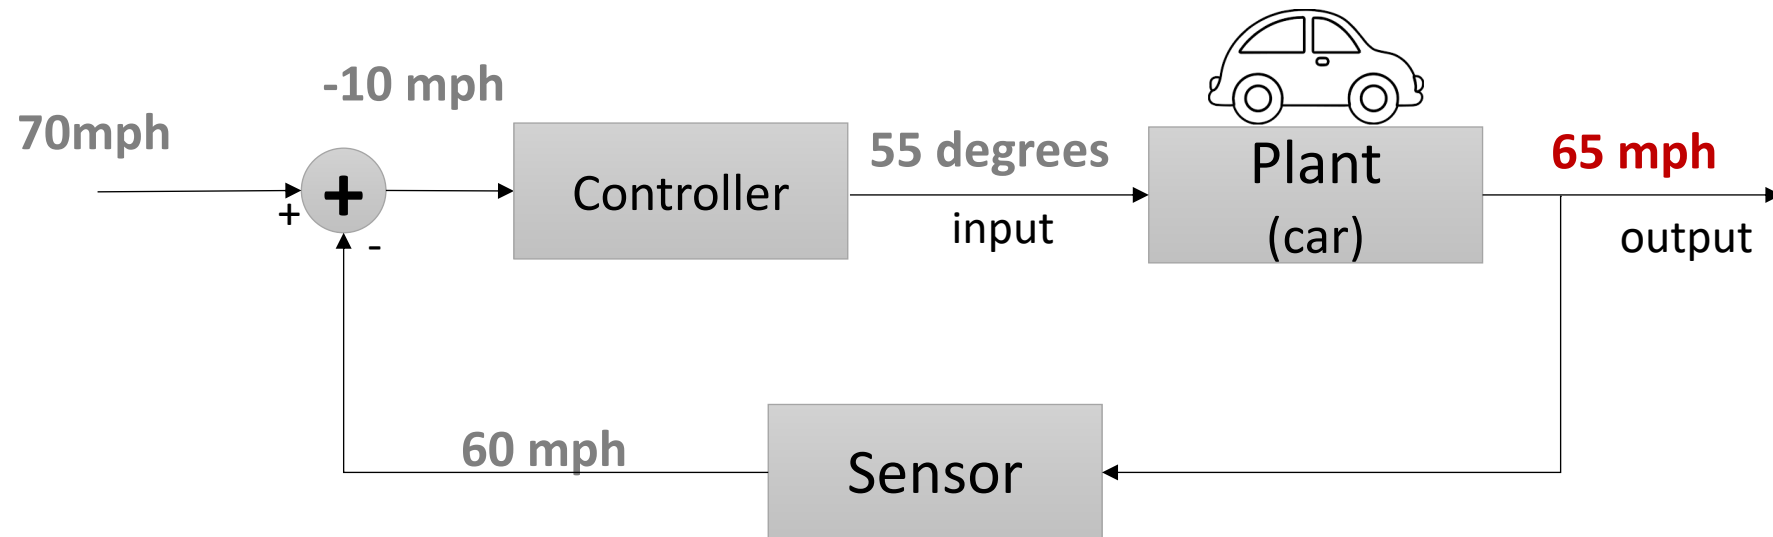 -10 mph
70mph
+
+
-
Controller
55 degrees
input
Plant
(car)
65 mph
output
60 mph
Sensor